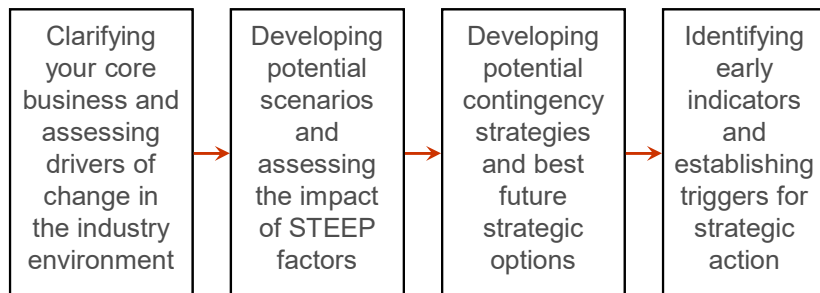 Clarifying
your core
business and
assessing
drivers of
change in
the industry
environment
Developing
potential
scenarios
and
assessing
the impact
of STEEP
factors
Developing
potential
contingency
strategies
and best
future
strategic
options
Identifying
early
indicators
and
establishing
triggers for
strategic
action